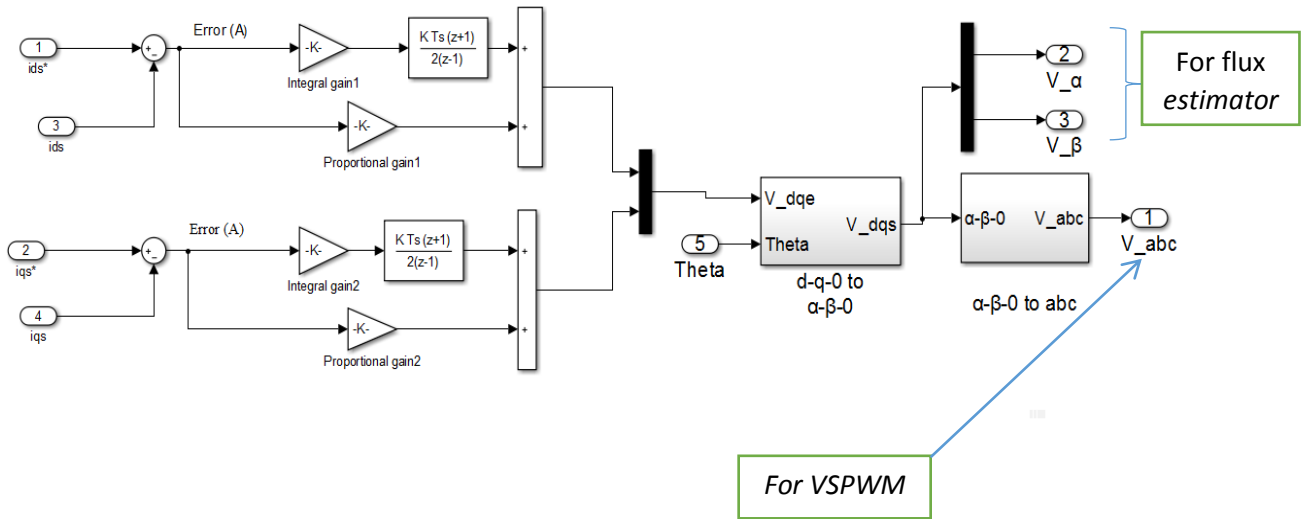 Error (A)
1
ids*
+
−
3
ids
-K-
Integral gain1
K Ts (z+1)
2(z-1)
-K-
Proportional gain1
+
+
2
iqs*
+
−
Error (A)
4
iqs
-K-
Integral gain2
K Ts (z+1)
2(z-1)
-K-
Proportional gain2
+
+
5
Theta
V_dqe
Theta
V_dqs
d-q-0 to
α-β-0
2
V_α
3
V_β
For flux
estimator
α-β-0
V_abc
α-β-0 to abc
1
V_abc
For VSPWM